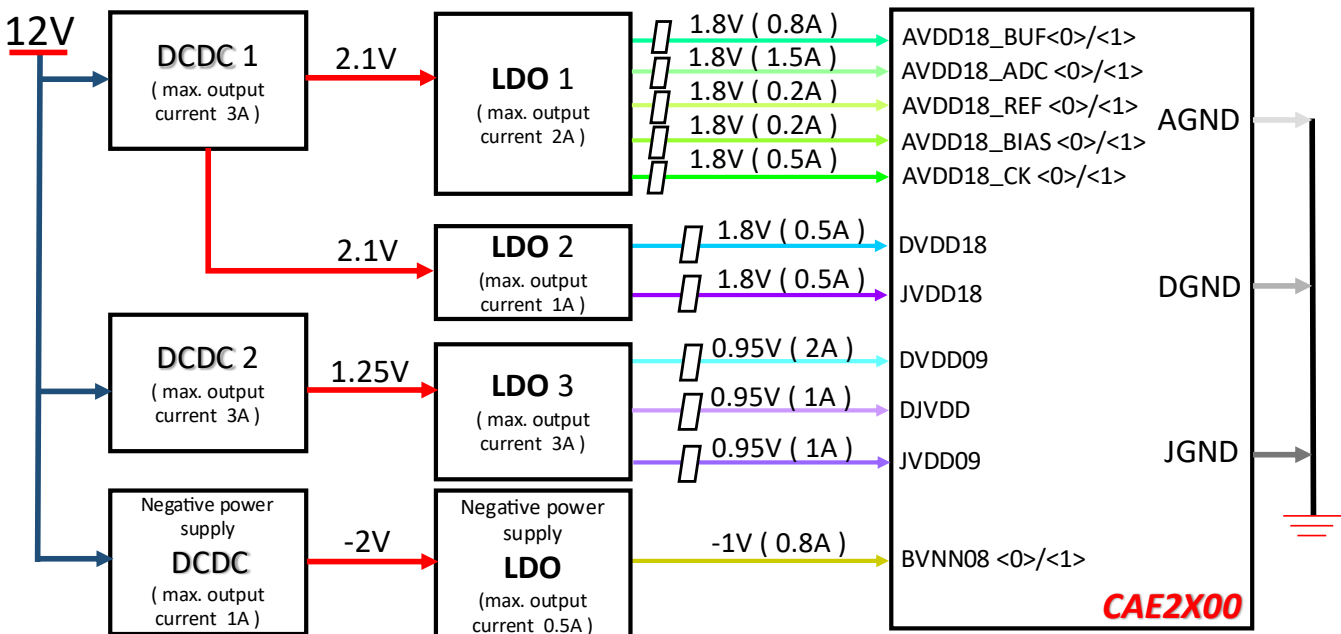 12V
DCDC 1
( max. output
current 3A )
2.1V
LDO 1
( max. output
current 2A )
1.8V ( 0.8A )
1.8V ( 1.5A )
1.8V ( 0.2A )
1.8V ( 0.2A )
1.8V ( 0.5A )
AVDD18_BUF<0>/<1>
AVDD18_ADC <0>/<1>
AVDD18_REF <0>/<1>
AVDD18_BIAS <0>/<1>
AVDD18_CK <0>/<1>
AGND
2.1V
LDO 2
(max. output
current 1A )
1.8V ( 0.5A )
1.8V ( 0.5A )
DVDD18
JVDD18
DGND
DCDC 2
( max. output
current 3A )
1.25V
LDO 3
( max. output
current 3A )
0.95V ( 2A )
0.95V ( 1A )
0.95V ( 1A )
DVDD09
DJVDD
JVDD09
JGND
Negative power
supply
DCDC
( max. output
current 1A )
-2V
Negative power
supply
LDO
(max. output
current 0.5A )
-1V ( 0.8A )
BVNN08 <0>/<1>
CAE2X00